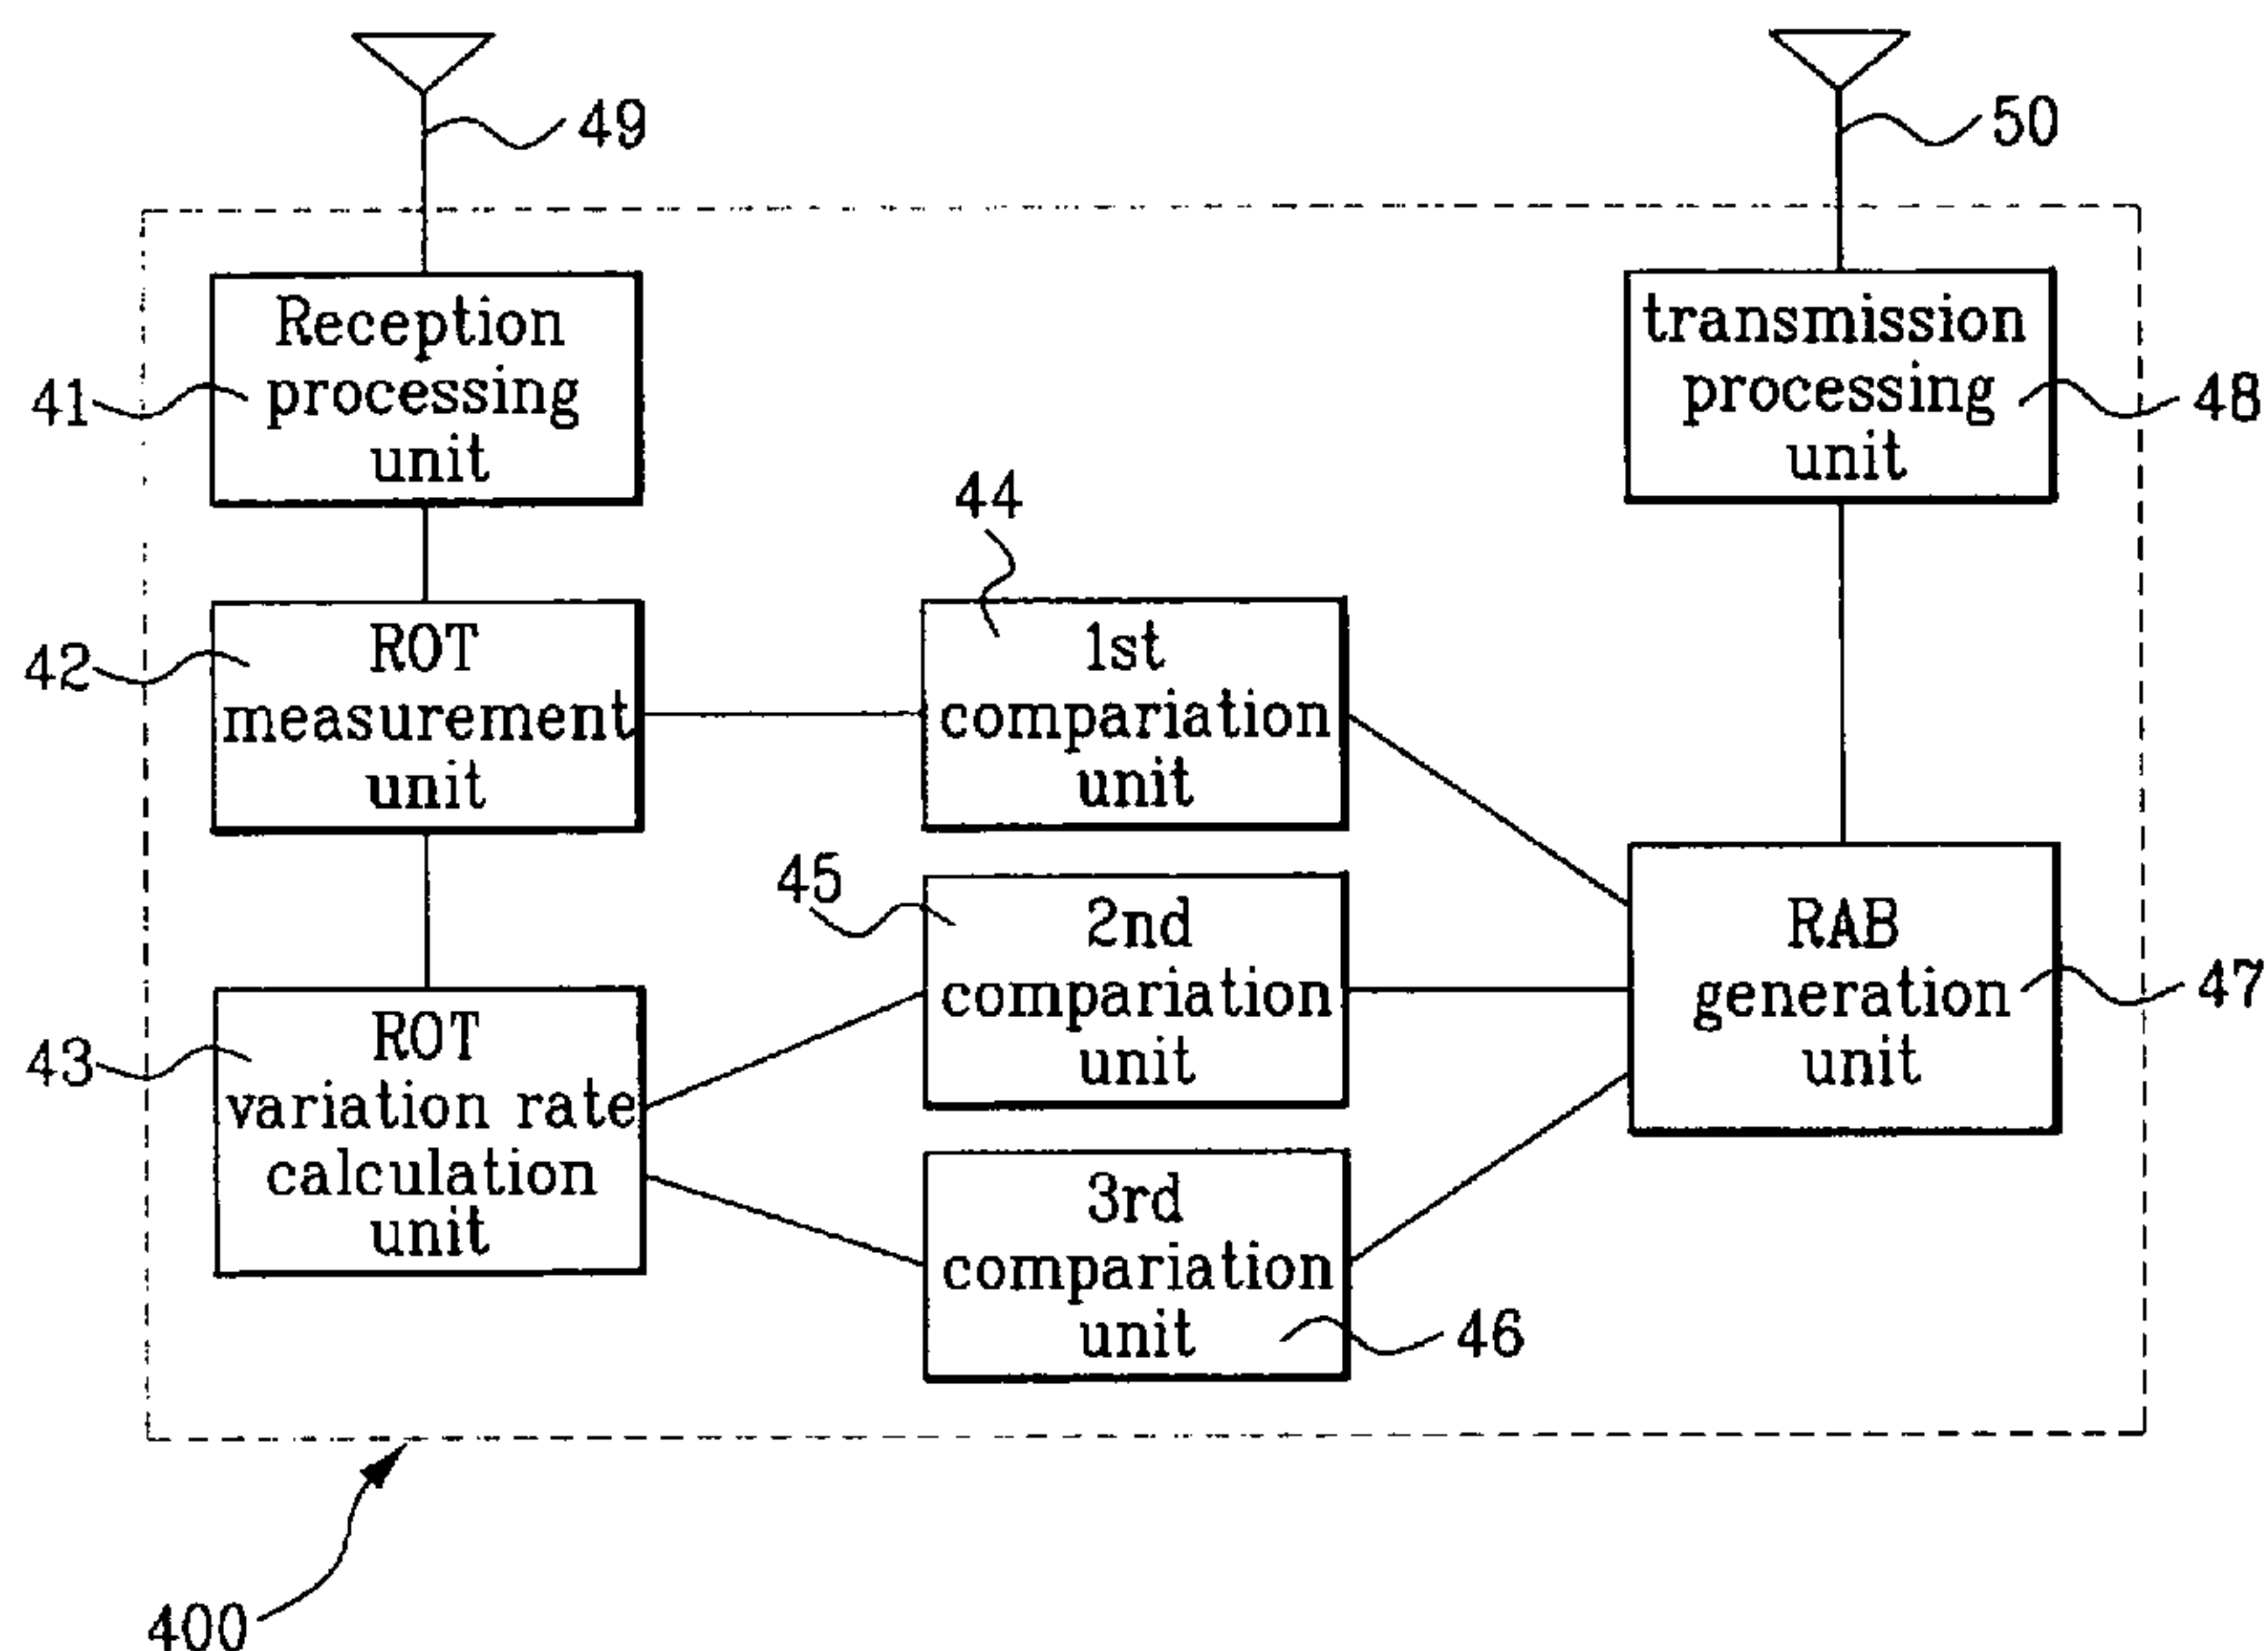 49
50
Reception
processing
unit
41
transmission
processing
unit
48
44
ROT
measurement
unit
42
1st
compariation
unit
45
2nd
compariation
unit
RAB
generation
unit
47
ROT
variation rate
calculation
unit
43
3rd
compariation
unit
46
400